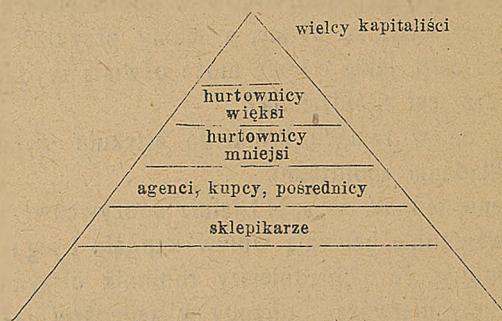 wielcy kapitaliści
hurtownicy
więksi
hurtownicy
mniejsi
agenci, kupcy, pośrednicy
sklepikarze